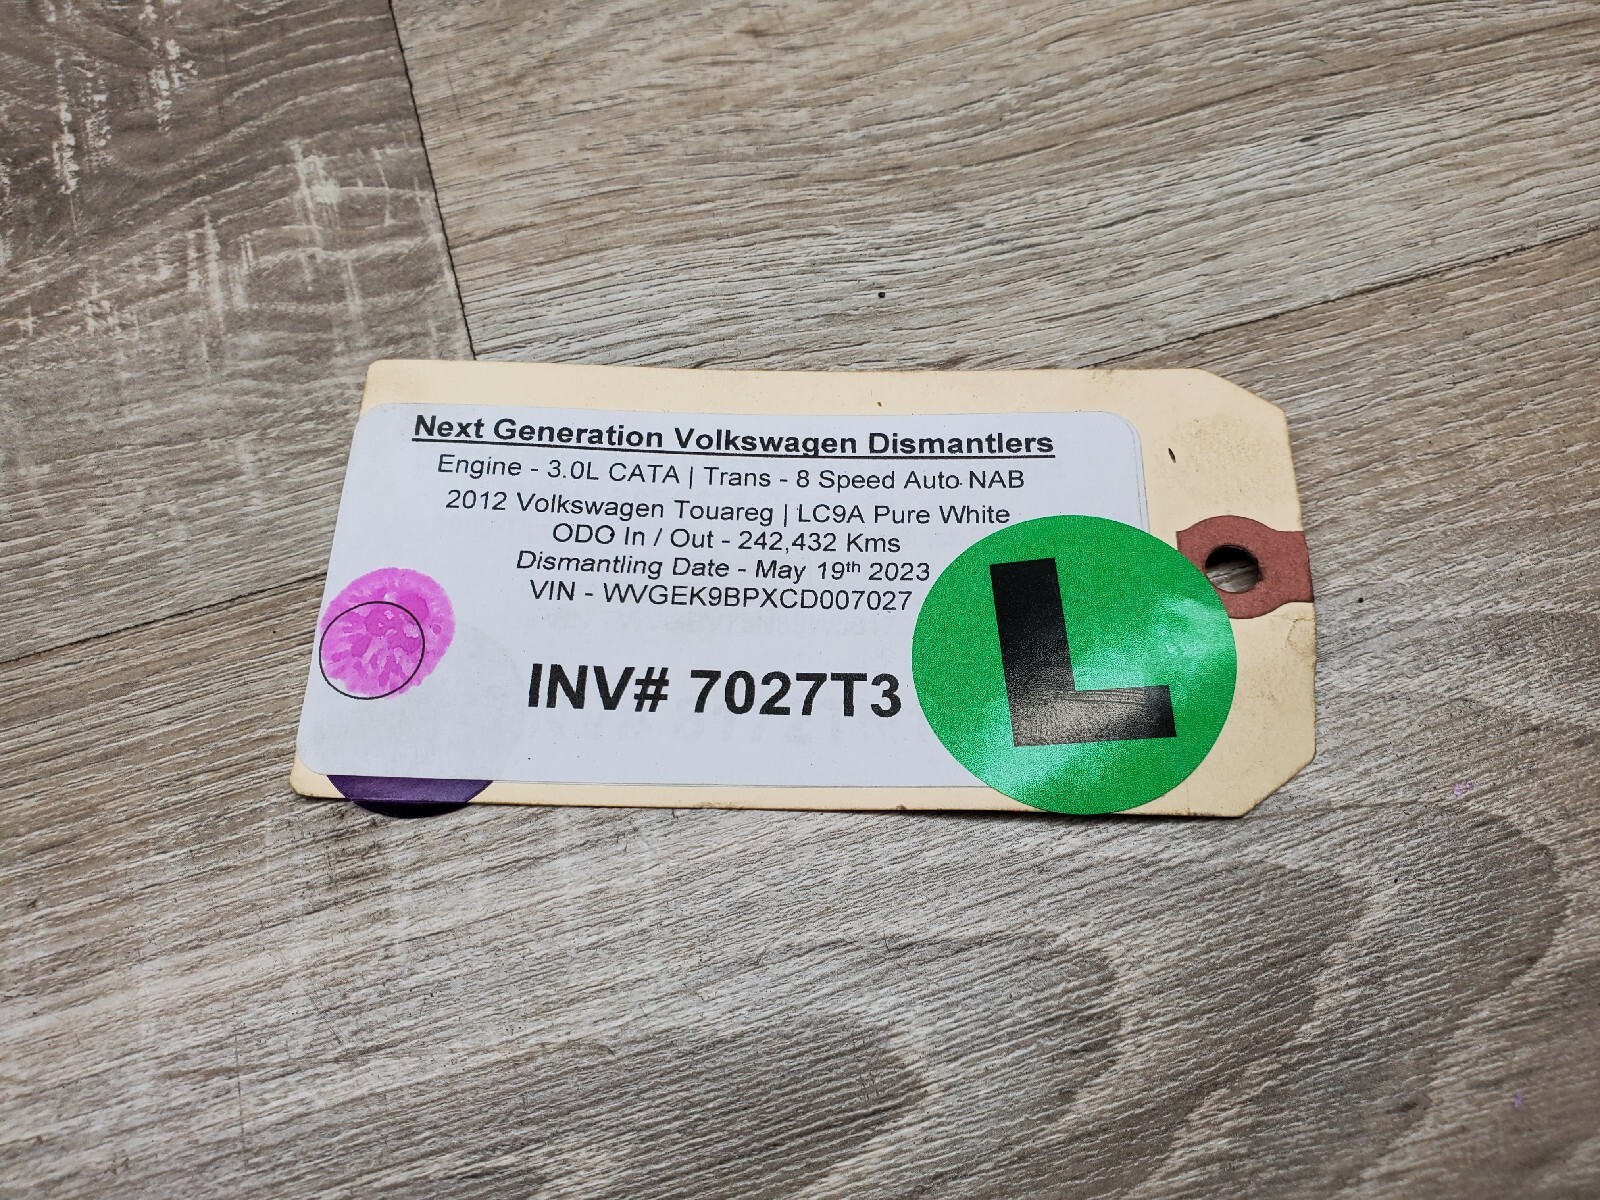 Next Generation Volkswagen Dismantlers
Engine - 3.0L CATA | Trans - 8 Speed Auto NAB
2012 Volkswagen Touareg | LC9A Pure White
ODO In / Out - 242,432 Kms
Dismantling Date - May 19th 2023
VIN - WVGEK9BPXCD007027
INV# 7027T3
L